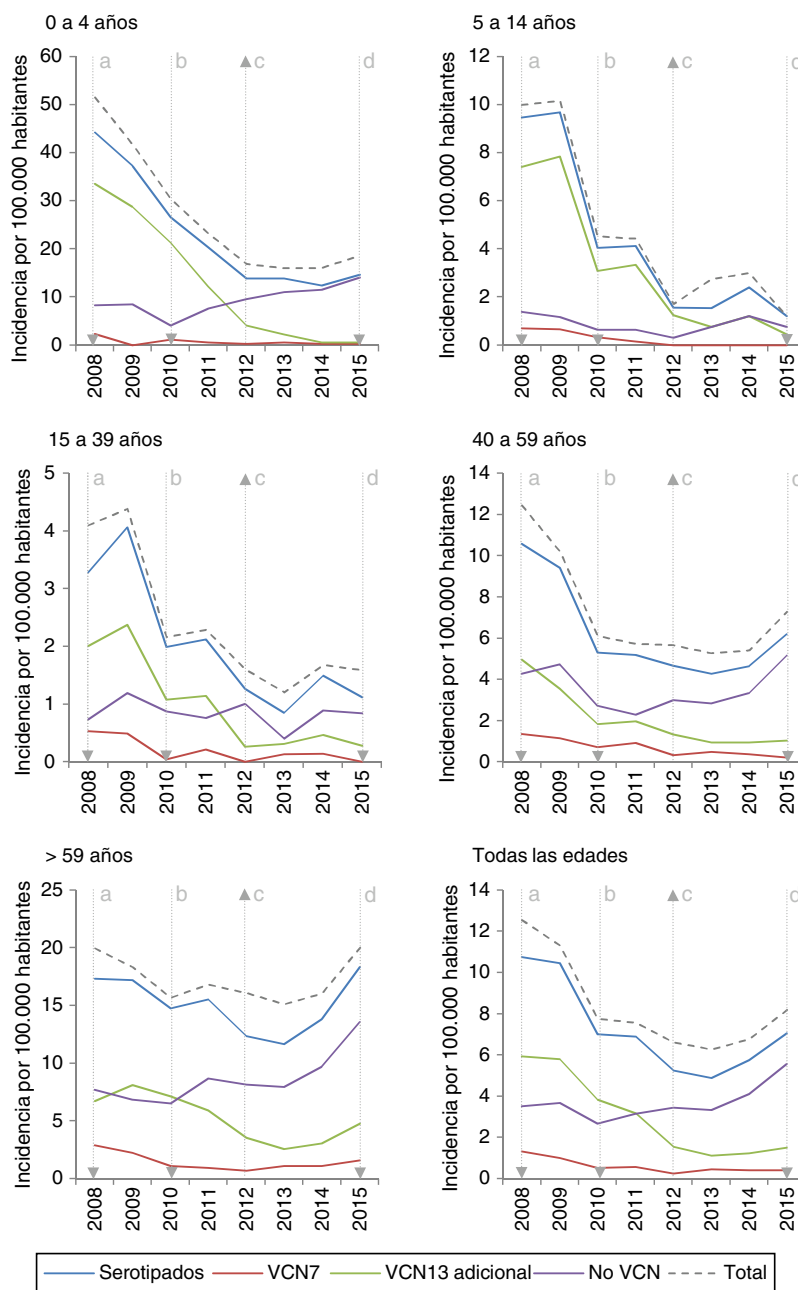 0 a 4 años
Incidencia por 100.000 habitantes
60
50
40
30
20
10
0
a
b
c
d
2008
2009
2010
2011
2012
2013
2014
2015
5 a 14 años
12
10
8
6
4
2
0
a
b
c
d
2008
2009
2010
2011
2012
2013
2014
2015
15 a 39 años
Incidencia por 100.000 habitantes
5
4
3
2
1
0
a
b
c
d
2008
2009
2010
2011
2012
2013
2014
2015
40 a 59 años
Incidencia por 100.000 habitantes
14
12
10
8
6
4
2
0
a
b
c
d
2008
2009
2010
2011
2012
2013
2014
2015
> 59 años
Incidencia por 100.000 habitantes
25
20
15
10
5
0
a
b
c
d
2008
2009
2010
2011
2012
2013
2014
2015
Todas las edades
Incidencia por 100.000 habitantes
14
12
10
8
6
4
2
0
a
b
c
d
2008
2009
2010
2011
2012
2013
2014
2015
Serotipados VCN7 VCN13 adicional No VCN Total